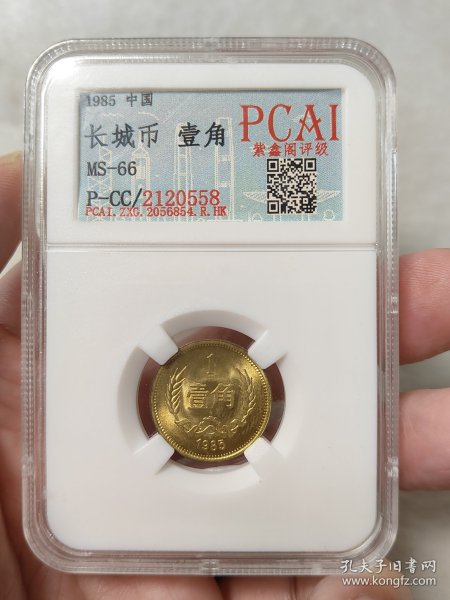 1985 中国
长城币 壹角
MS-66
P-CC/2120558
PCAI.ZXG.2056854.R.HK
PCAI
紫鑫阁评级
1
壹角
1985
孔夫子旧书网
www.kongfz.com